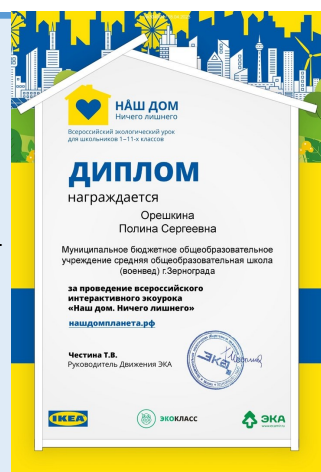 НАШ ДОМ
Ничего лишнего
Всероссийский экологический урок
для школьников 1–11-х классов
ДИПЛОМ
награждается
Орешкина
Полина Сергеевна
Муниципальное бюджетное общеобразовательное
учреждение средняя общеобразовательная школа
(военвед) г.Зернограда
за проведение всероссийского
интерактивного экоурока
«Наш дом. Ничего лишнего»
нашдомпланета.рф
Честина Т.В.
Руководитель Движения ЭКА
ЭКА
IKEA
ЭКОКЛАСС
ЭКА